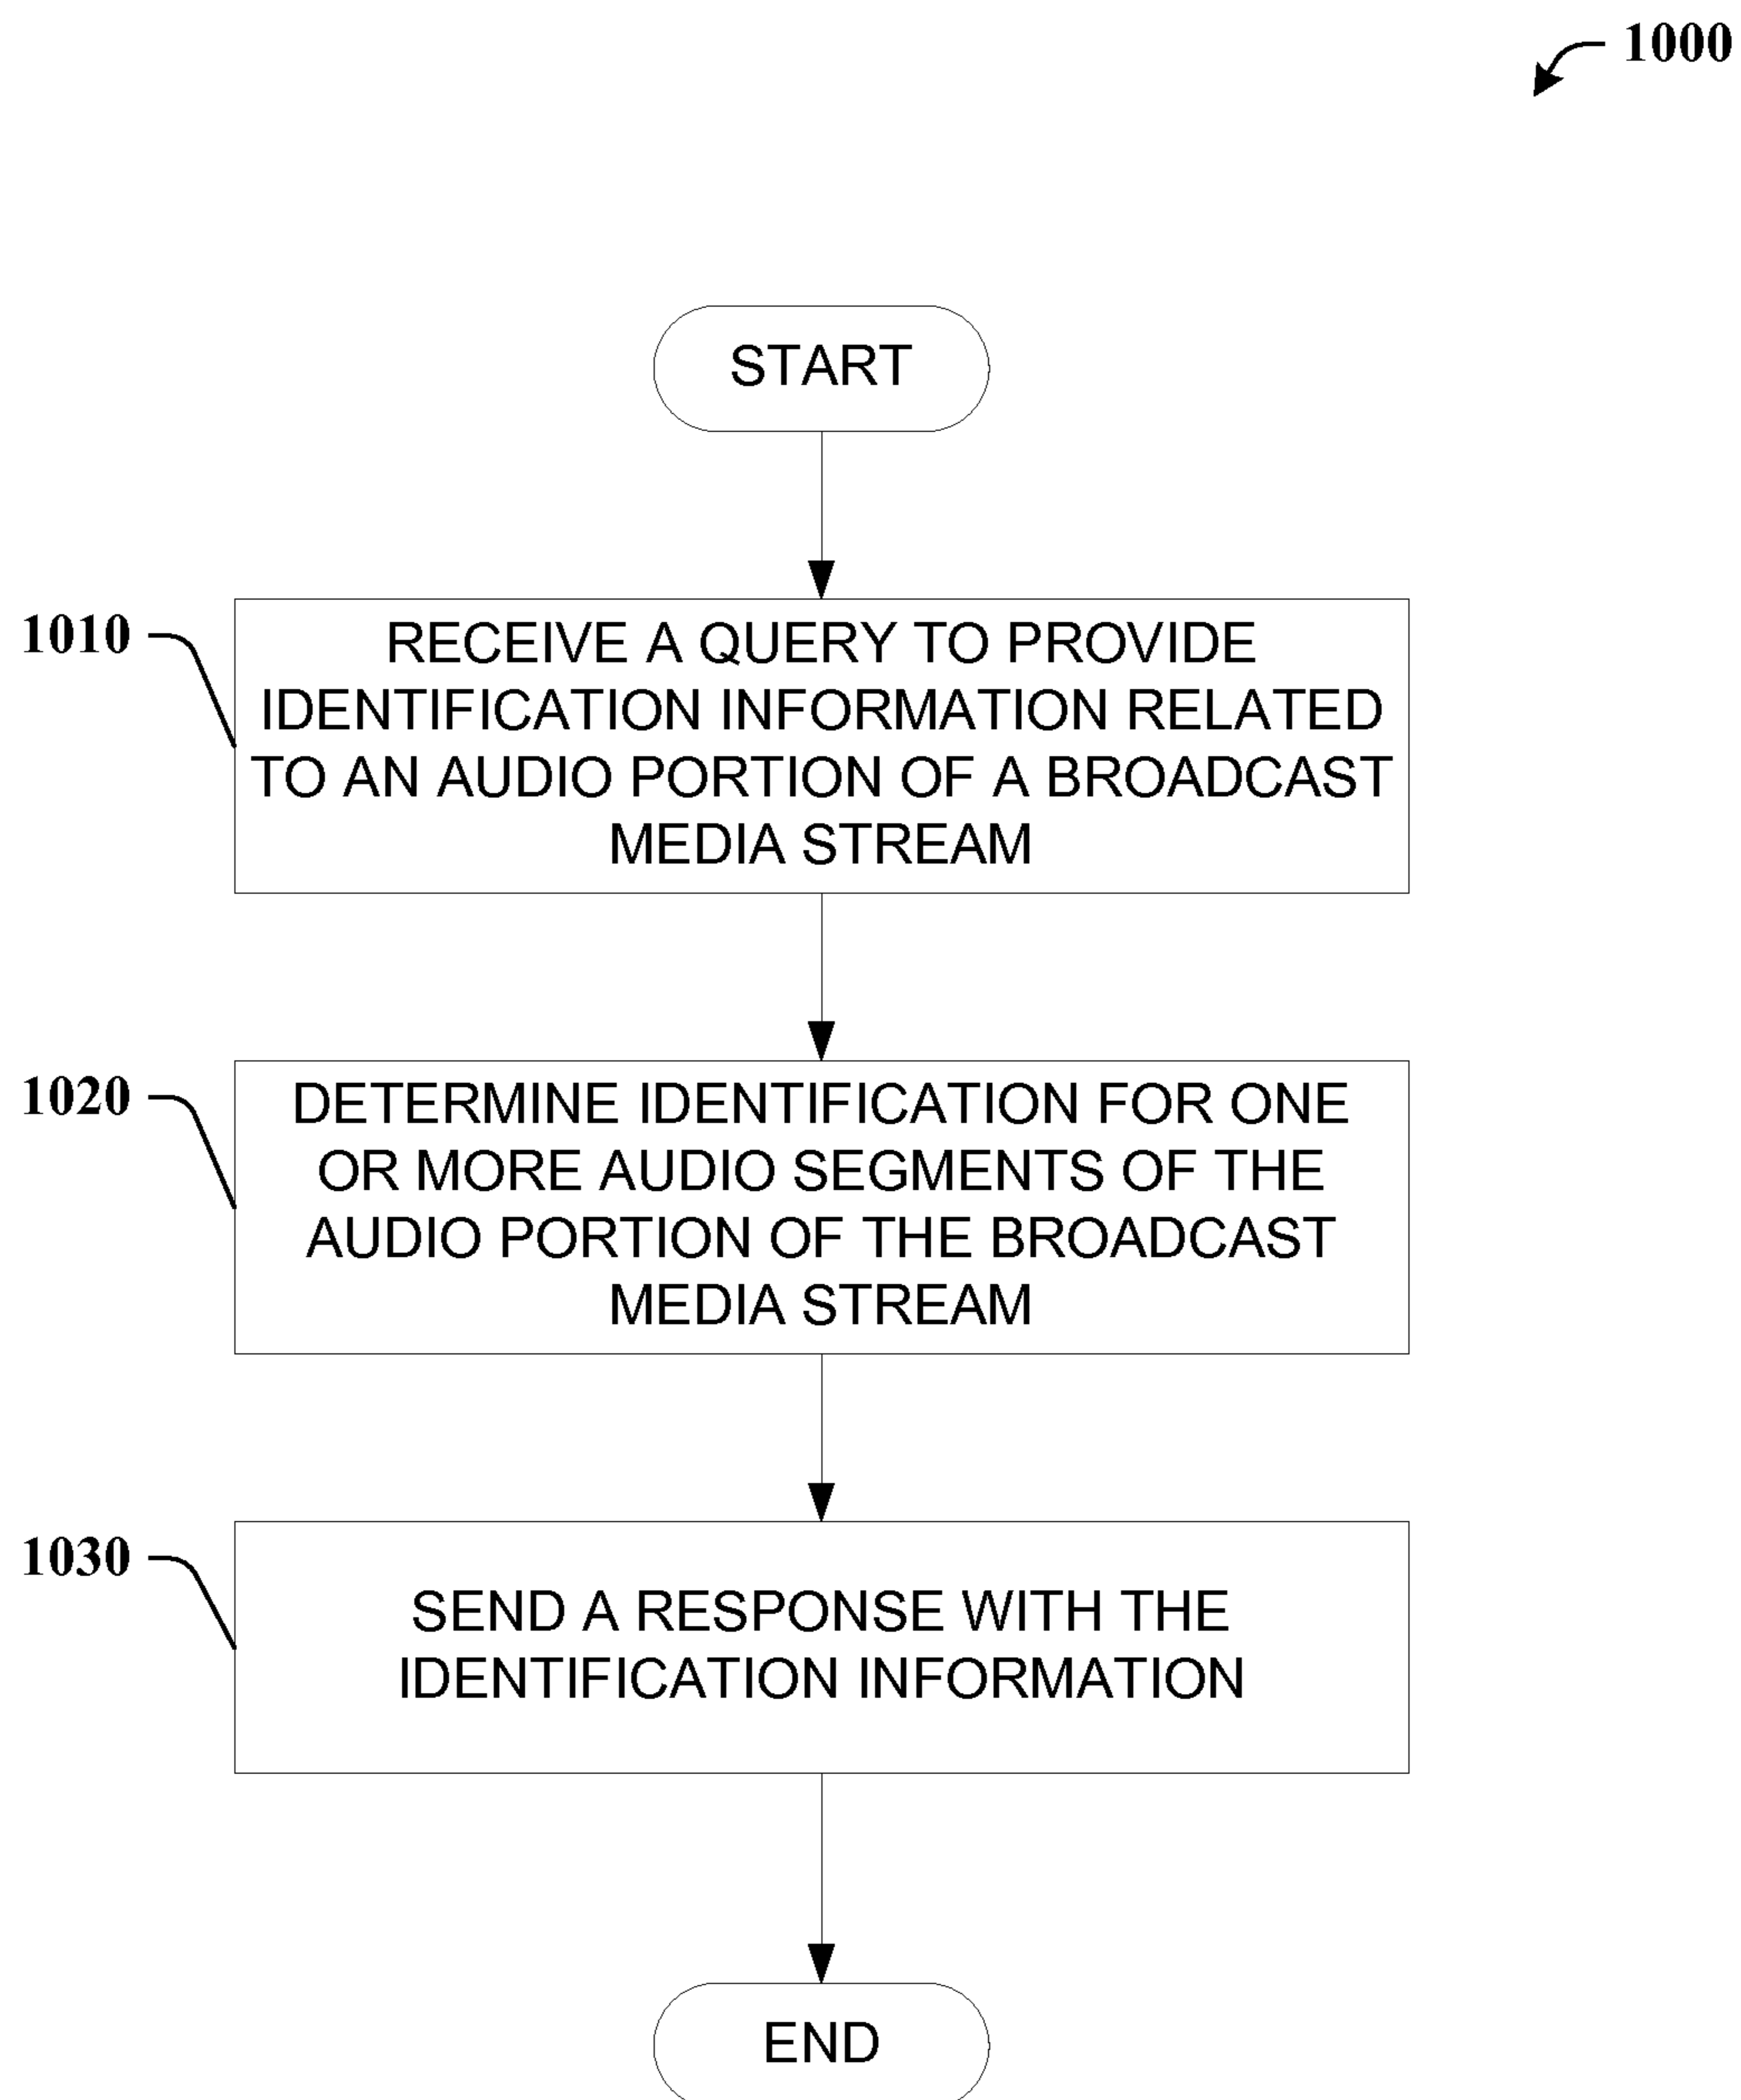 1000
START
1010
RECEIVE A QUERY TO PROVIDE
IDENTIFICATION INFORMATION RELATED
TO AN AUDIO PORTION OF A BROADCAST
MEDIA STREAM
1020
DETERMINE IDENTIFICATION FOR ONE
OR MORE AUDIO SEGMENTS OF THE
AUDIO PORTION OF THE BROADCAST
MEDIA STREAM
1030
SEND A RESPONSE WITH THE
IDENTIFICATION INFORMATION
END